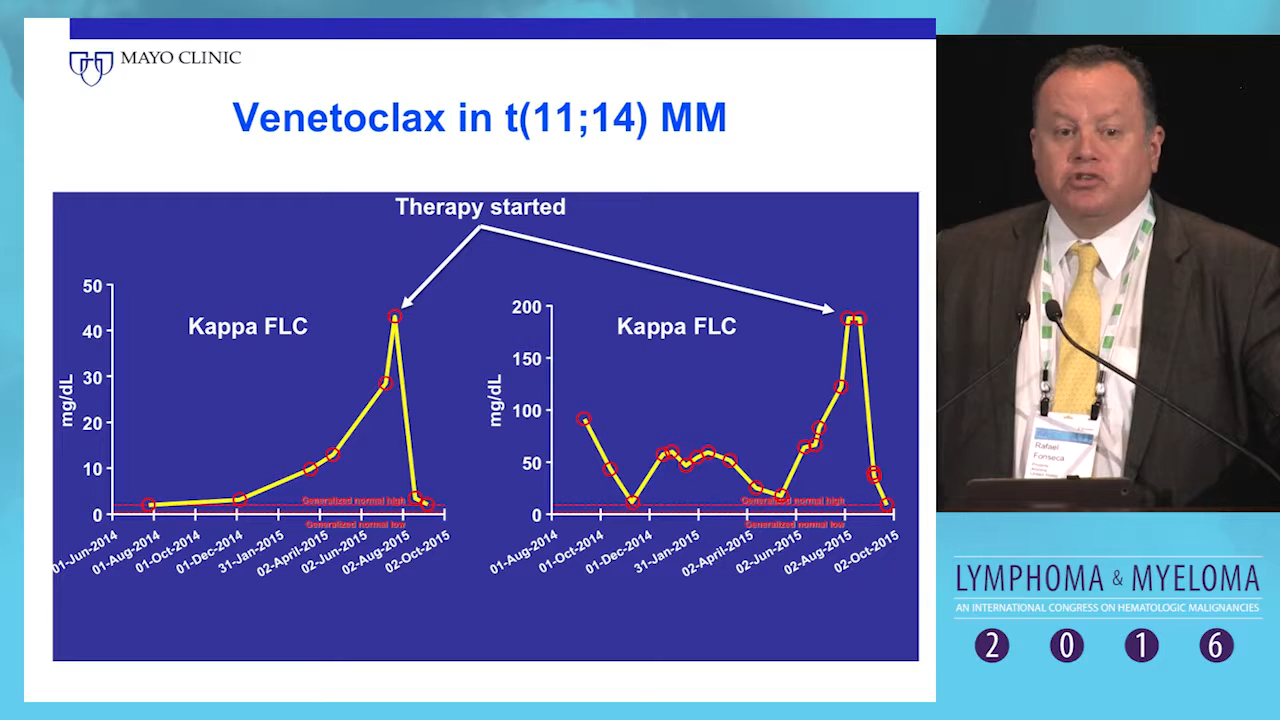 MAYO CLINIC
Venetoclax in t(11;14) MM
Therapy started
Kappa FLC
mg/dL
50
40
30
20
10
0
Generalized normal high
Generalized normal low
01-Jun-2014
01-Aug-2014
01-Oct-2014
01-Dec-2014
31-Jan-2015
02-April-2015
02-Jun-2015
02-Aug-2015
02-Oct-2015
Kappa FLC
mg/dL
200
150
100
50
0
Generalized normal high
Generalized normal low
01-Aug-2014
01-Oct-2014
01-Dec-2014
31-Jan-2015
02-April-2015
02-Jun-2015
02-Aug-2015
02-Oct-2015
Rafael
Fonseca
LYMPHOMA & MYELOMA
AN INTERNATIONAL CONGRESS ON HEMATOLOGIC MALIGNANCIES
2 0 1 6